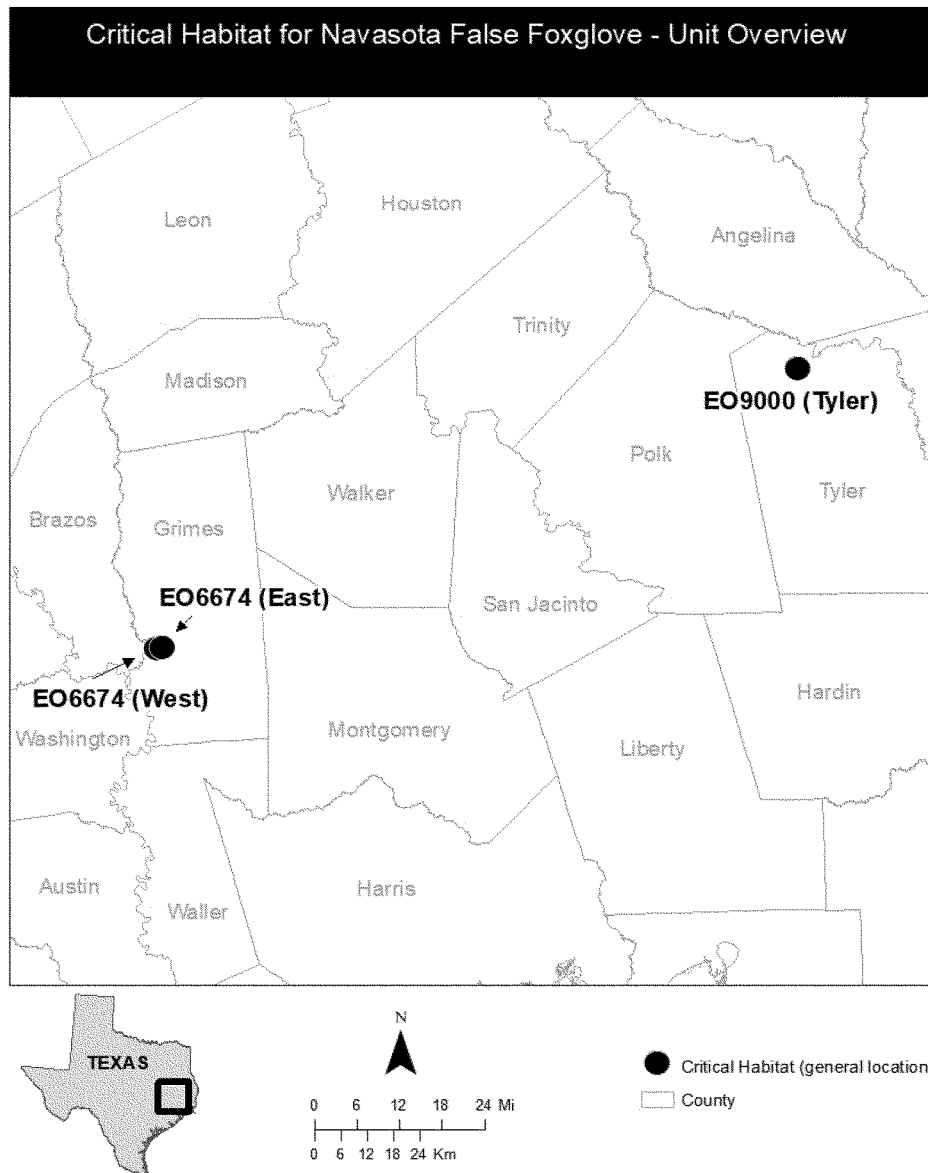 Critical Habitat for Navasota False Foxglove - Unit Overview
Leon
Houston
Angelina
Trinity
Madison
EO9000 (Tyler)
Polk
Walker
Tyler
Brazos
Grimes
EO6674 (East)
San Jacinto
EO6674 (West)
Hardin
Washington
Montgomery
Liberty
Austin
Harris
Waller
TEXAS
N
0 6 12 18 24 Mi
0 6 12 18 24 Km
Critical Habitat (general location
County